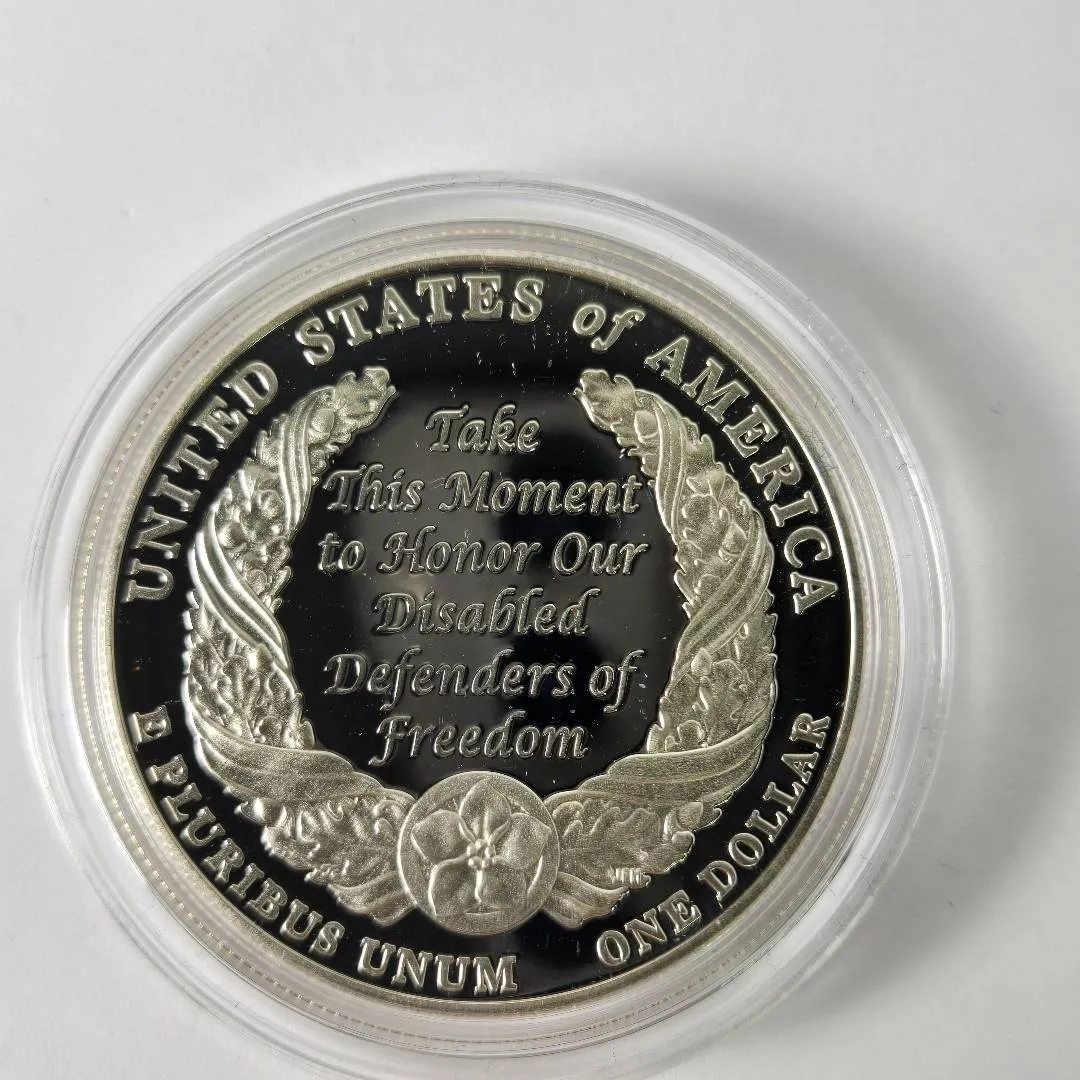 UNITED STATES of AMERICA
Take
This Moment
to Honor Our
Disabled
Defenders of
Freedom
E PLURIBUS UNUM
ONE DOLLAR